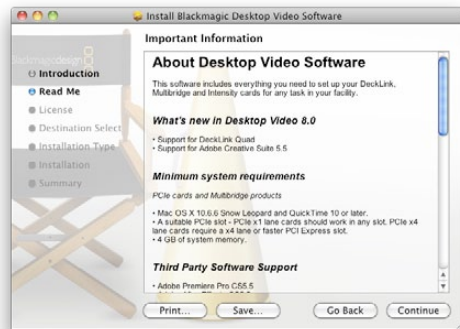 Install Blackmagic Desktop Video Software
Important Information
Blackmagicdesign
Introduction
Read Me
License
Destination Select
Installation Type
Installation
Summary
About Desktop Video Software
This software includes everything you need to set up your DeckLink,
Multibridge and Intensity cards for any task in your facility.
What's new in Desktop Video 8.0
• Support for DeckLink Quad
• Support for Adobe Creative Suite 5.5
Minimum system requirements
PCIe cards and Multibridge products
• Mac OS X 10.6.6 Snow Leopard and QuickTime 10 or later.
• A suitable PCIe slot - PCIe x1 lane cards should work in any slot. PCIe x4
lane cards require a x4 lane or faster PCI Express slot.
• 4 GB of system memory.
Third Party Software Support
• Adobe Premiere Pro CS5.5
Print...
Save...
Go Back
Continue